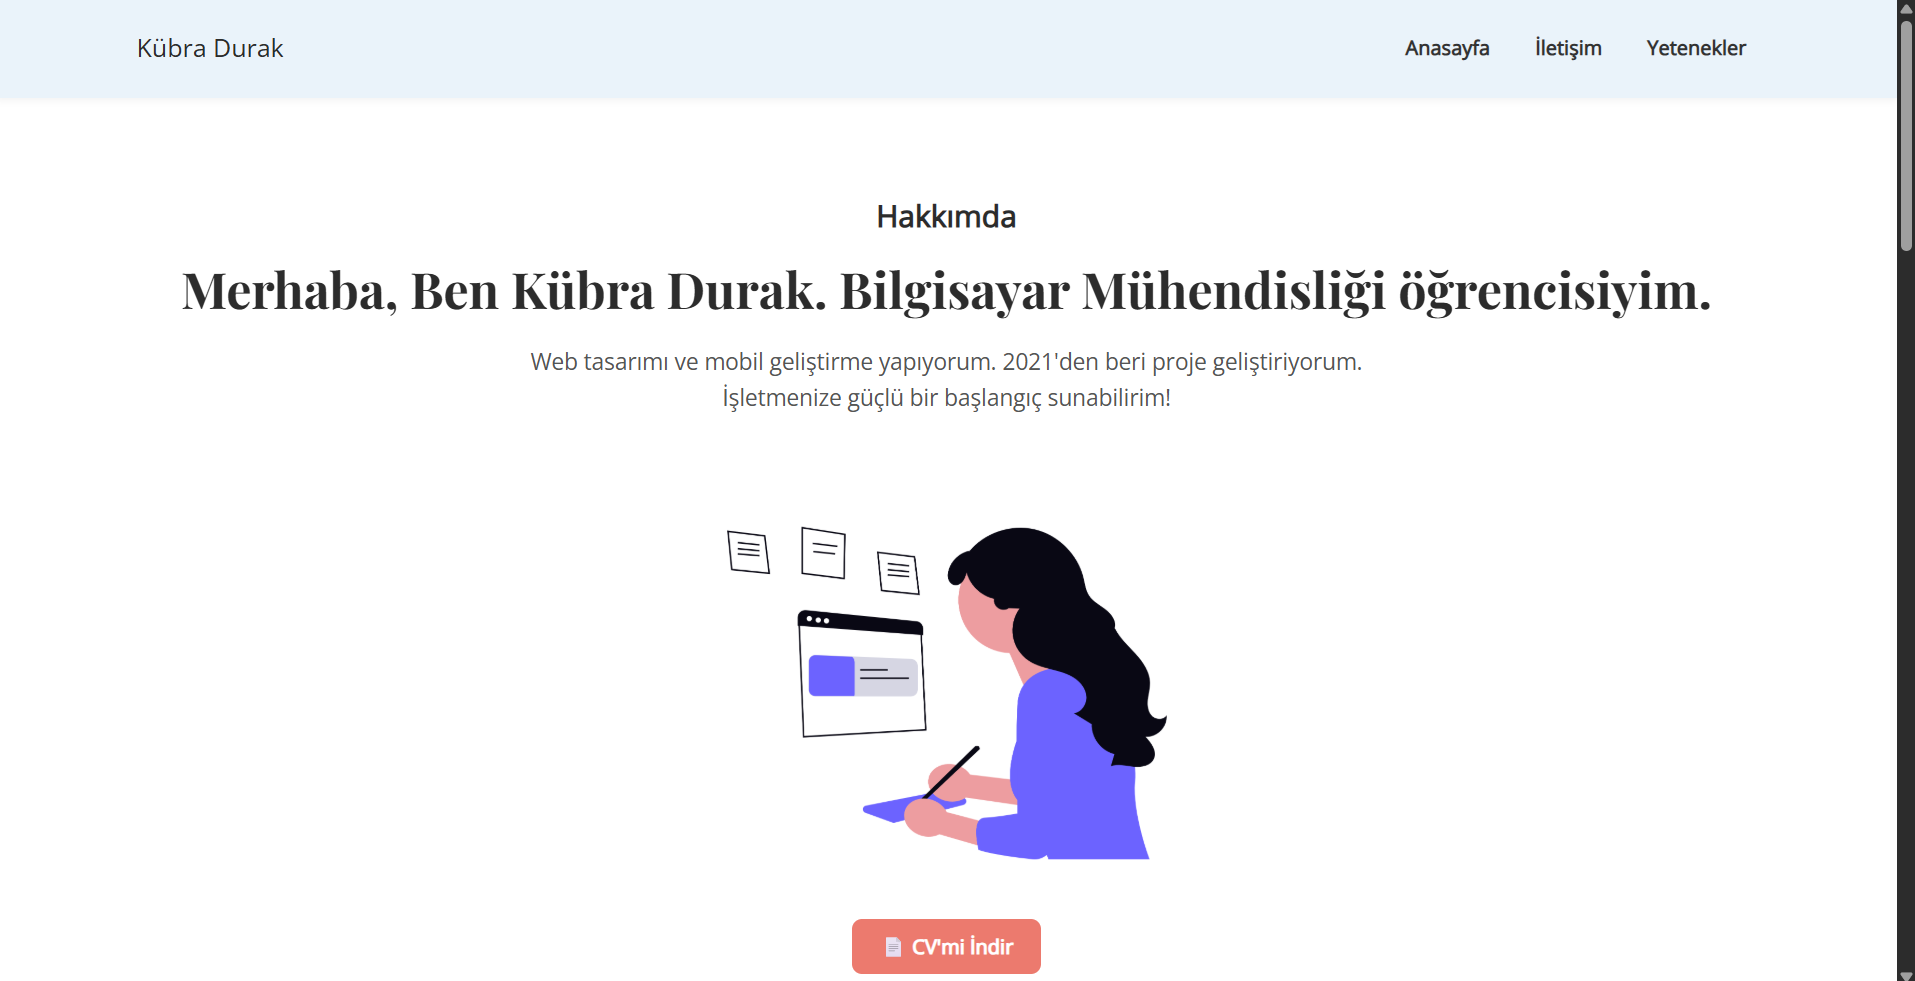 Kübra Durak
Anasayfa İletişim Yetenekler
Hakkımda
Merhaba, Ben Kübra Durak. Bilgisayar Mühendisliği öğrencisiyim.
Web tasarımı ve mobil geliştirme yapıyorum. 2021'den beri proje geliştiriyorum.
İşletmenize güçlü bir başlangıç sunabilirim!
CV'mi İndir